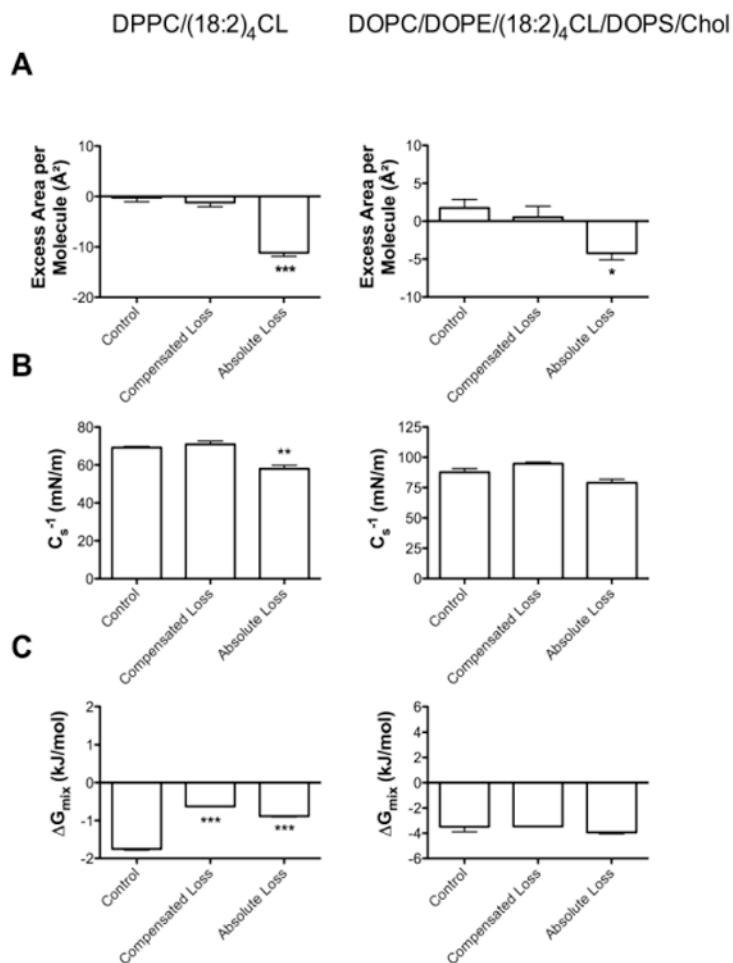 DPPC/(18:2)₄CL
DOPC/DOPE/(18:2)₄CL/DOPS/Chol
A
Excess Area per
Molecule (Å²)
10
0
-10
-20
***
Control
Compensated Loss
Absolute Loss
Excess Area per
Molecule (Å²)
10
5
0
-5
-10
*
Control
Compensated Loss
Absolute Loss
B
Cₛ⁻¹ (mN/m)
80
60
40
20
0
**
Control
Compensated Loss
Absolute Loss
Cₛ⁻¹ (mN/m)
125
100
75
50
25
0
Control
Compensated Loss
Absolute Loss
C
ΔGmix (kJ/mol)
2
1
0
-1
-2
***
***
Control
Compensated Loss
Absolute Loss
ΔGmix (kJ/mol)
6
4
2
0
-2
-4
-6
Control
Compensated Loss
Absolute Loss